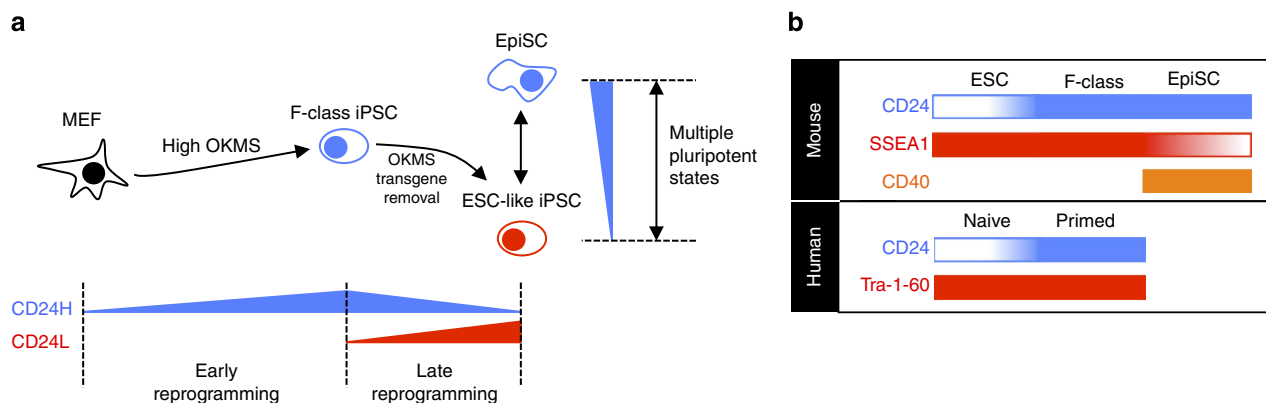 a
MEF
High OKMS
F-class iPSC
OKMS
transgene
removal
EpiSC
ESC-like iPSC
Multiple
pluripotent
states
CD24H
CD24L
Early
reprogramming
Late
reprogramming
b
Mouse
ESC F-class EpiSC
CD24
SSEA1
CD40
Human
Naive Primed
CD24
Tra-1-60